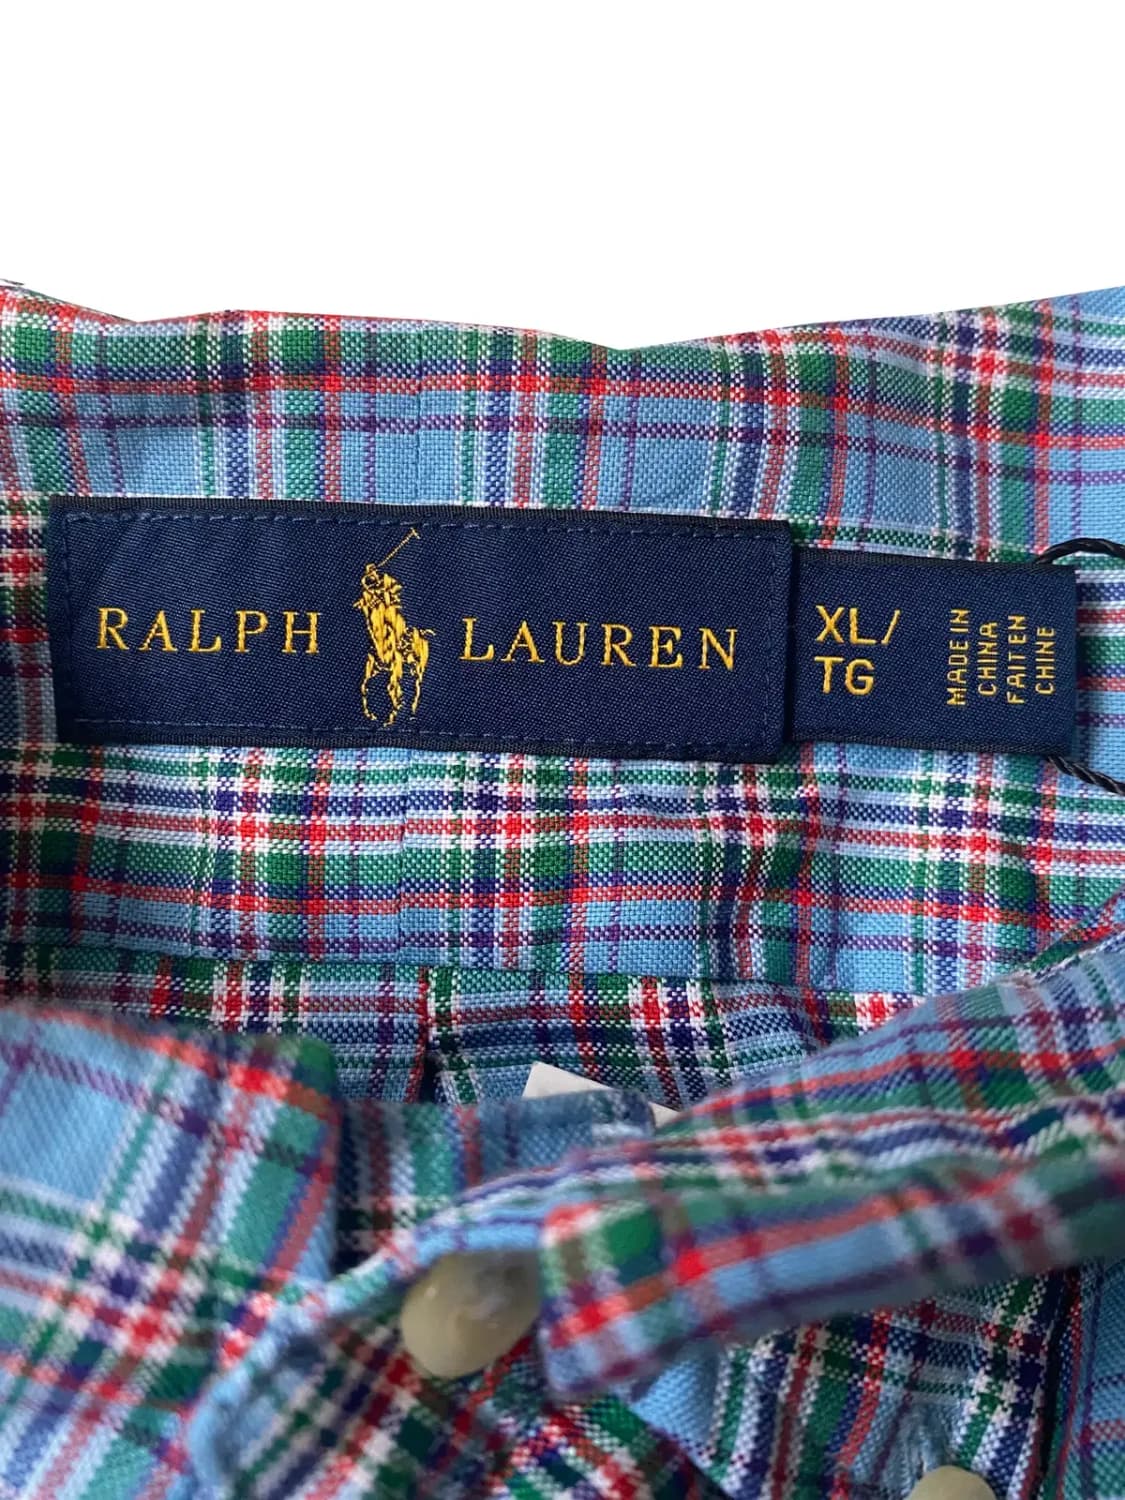 RALPH LAUREN
XL/
TG
MADE IN
CHINA
FAIT EN
CHINE